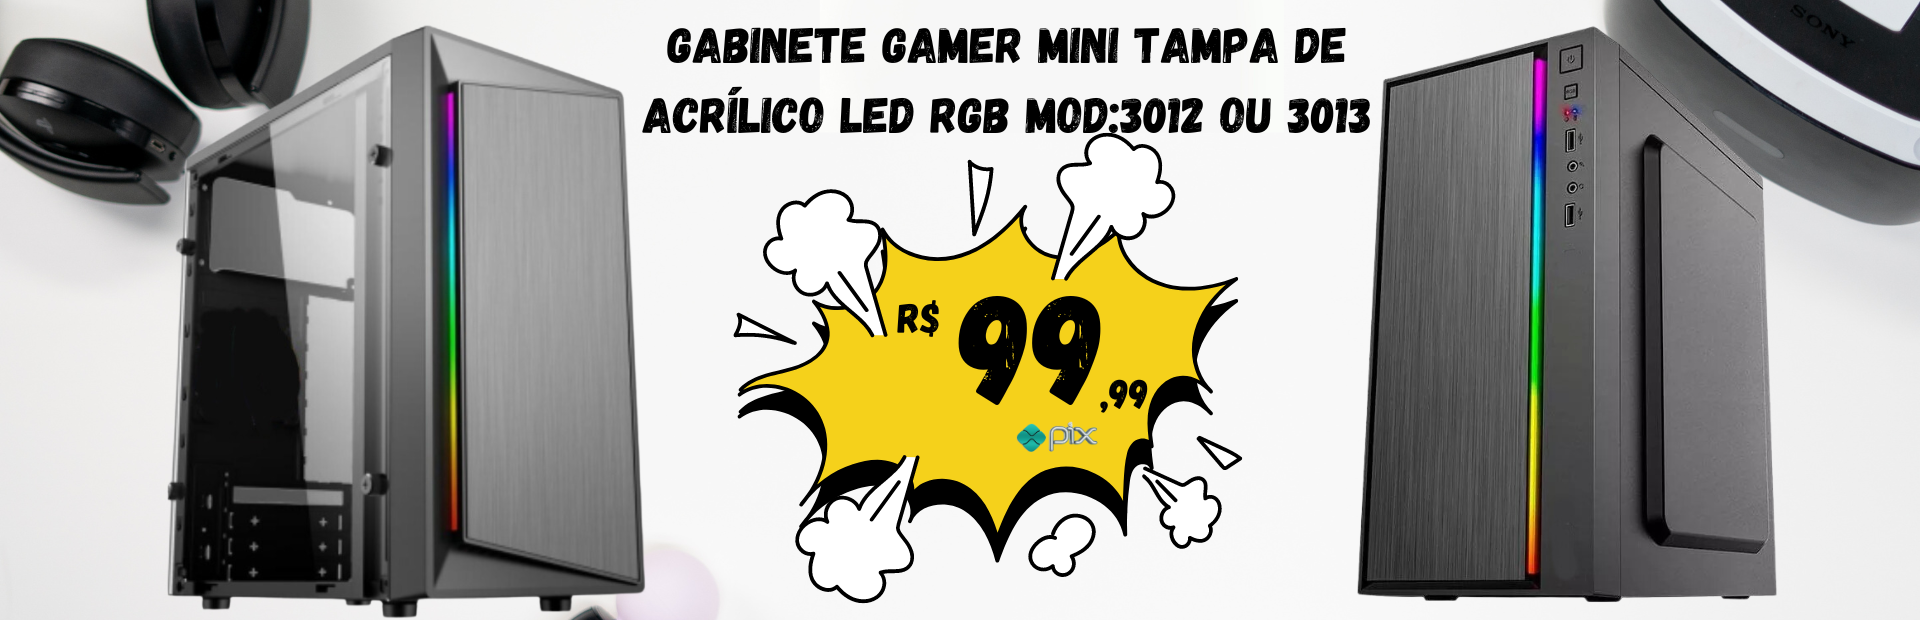 GABINETE GAMER MINI TAMPA DE
ACRÍLICO LED RGB MOD:3012 OU 3013
R$ 99,99
pix
SONY